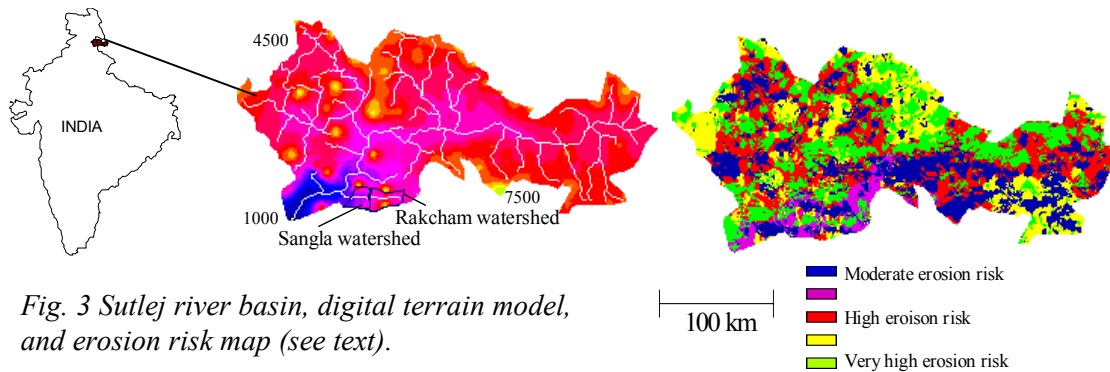 INDIA
4500
1000
7500
Rakcham watershed
Sangla watershed
Fig. 3 Sutlej river basin, digital terrain model,
and erosion risk map (see text).
100 km
Moderate erosion risk
High eroison risk
Very high erosion risk